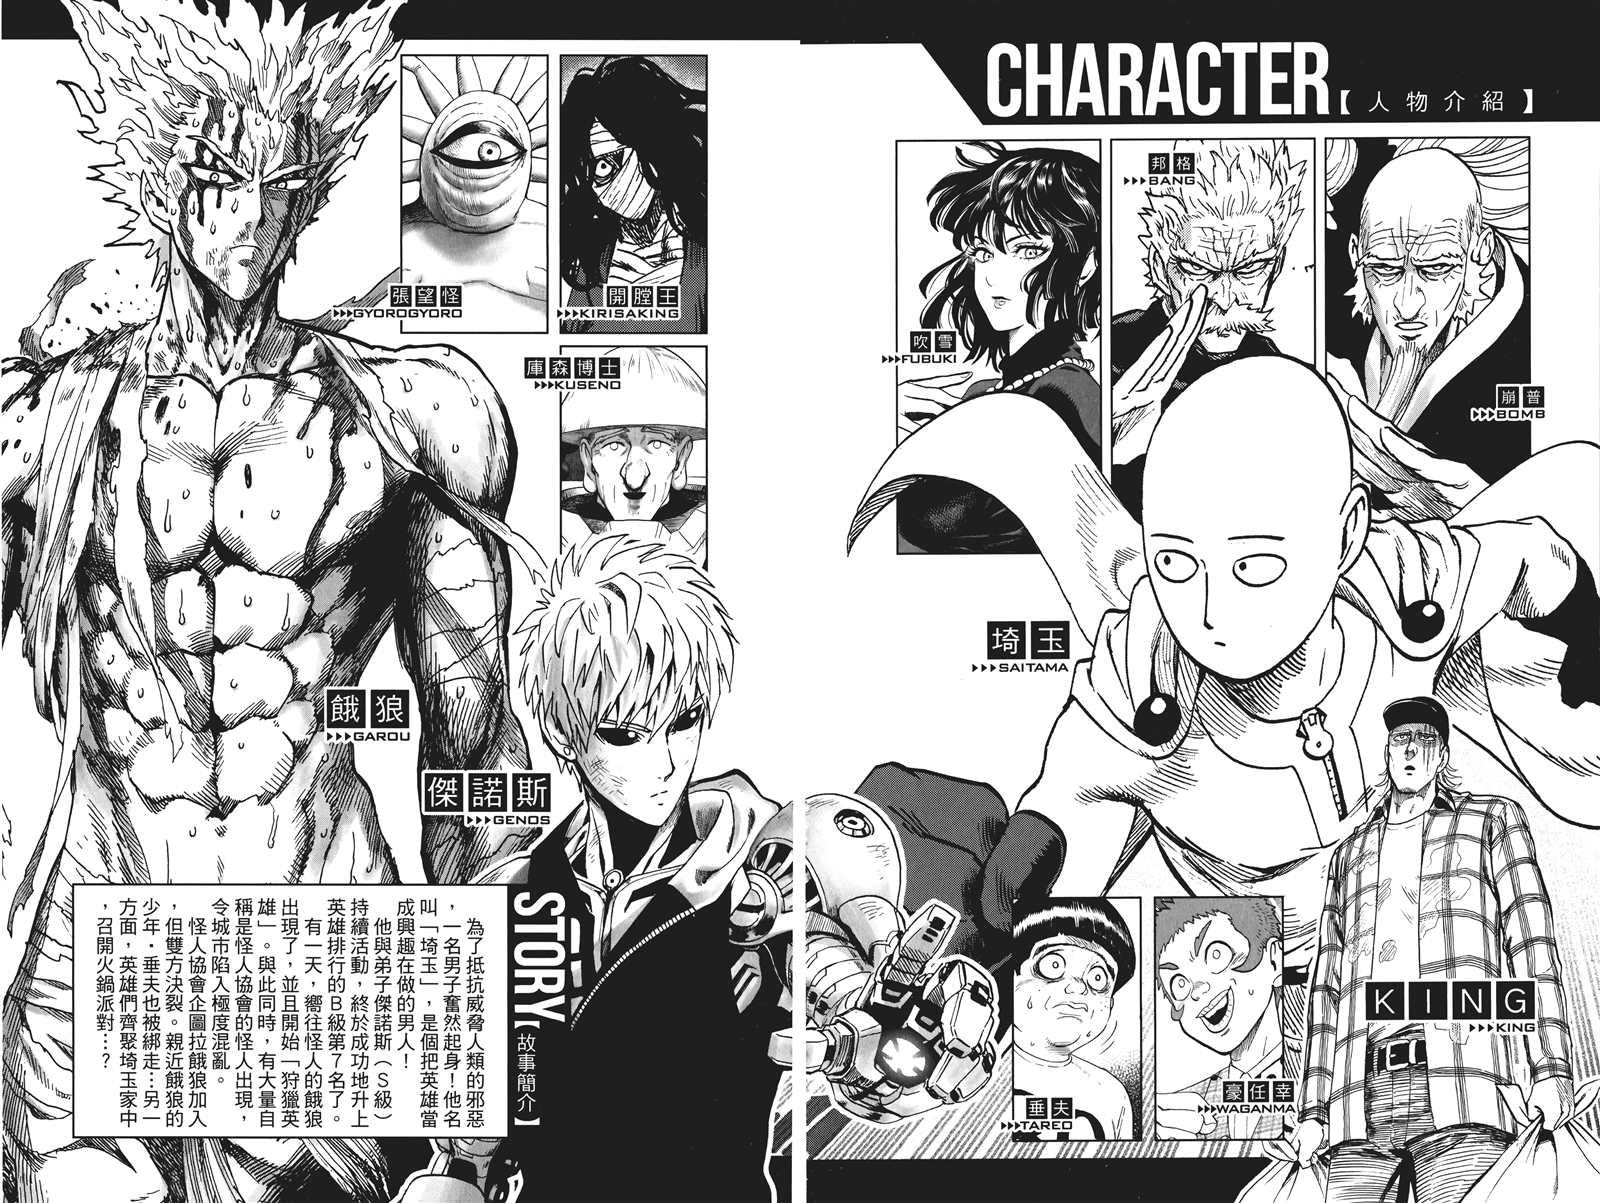 CHARACTER【人物介紹】
崩普
BOMB
邦格
BANG
吹雪
FUBUKI
埼玉
SAITAMA
KING
KING
豪任幸
WAGANMA
垂夫
TAREO
開膛王
KIRISAKING
張望怪
GYOROGYORO
庫森博士
KUSENO
餓狼
GAROU
傑諾斯
GENOS
STORY【故事簡介】
為了抵抗威脅人類的邪惡
，一名男子奮然起身！他名
叫「埼玉」，是個把英雄當
成興趣在做的男人！
他與弟子傑諾斯（Ｓ級）
持續活動，終於成功地升上
英雄排行的Ｂ級第７名了。
有一天，嚮往怪人的餓狼
出現了，並且開始「狩獵英
雄」。與此同時，有大量自
稱是怪人協會的怪人出現，
令城市陷入極度混亂。
怪人協會企圖拉餓狼加入
，但雙方決裂。親近餓狼的
少年・垂夫也被綁走…另一
方面，英雄們齊聚埼玉家中
，召開火鍋派對…？